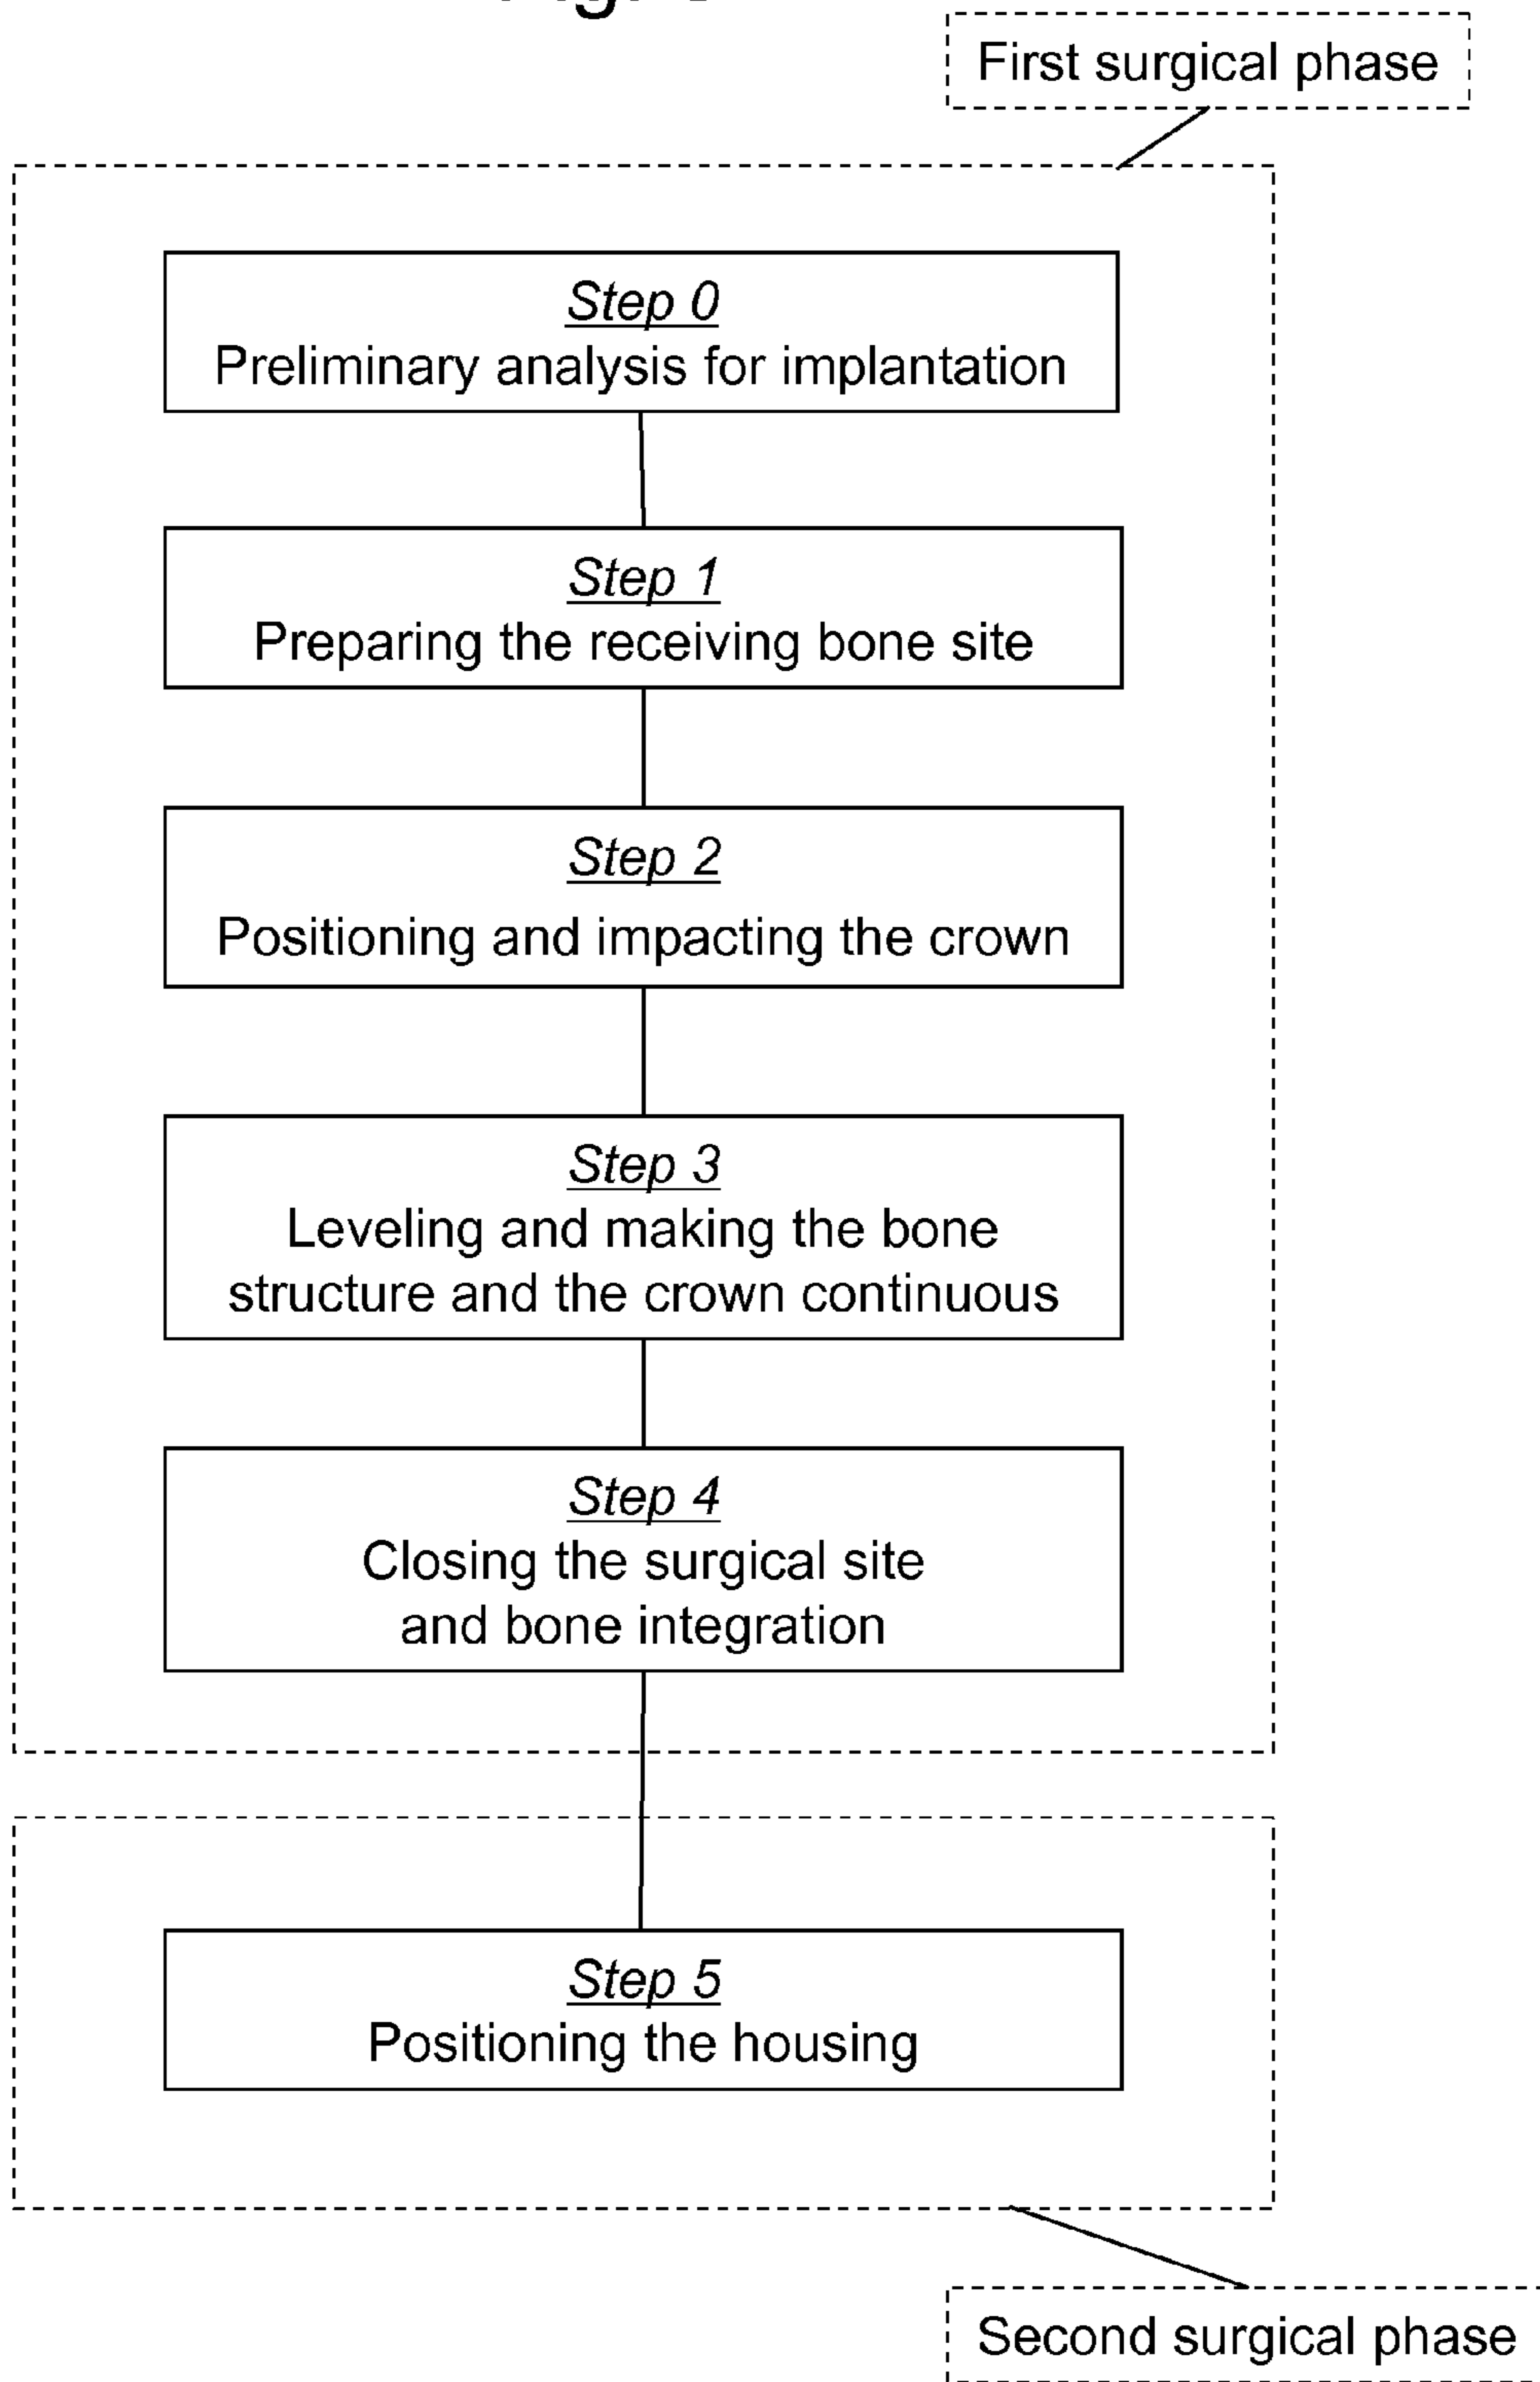 First surgical phase
Step 0
Preliminary analysis for implantation
Step 1
Preparing the receiving bone site
Step 2
Positioning and impacting the crown
Step 3
Leveling and making the bone
structure and the crown continuous
Step 4
Closing the surgical site
and bone integration
Step 5
Positioning the housing
Second surgical phase